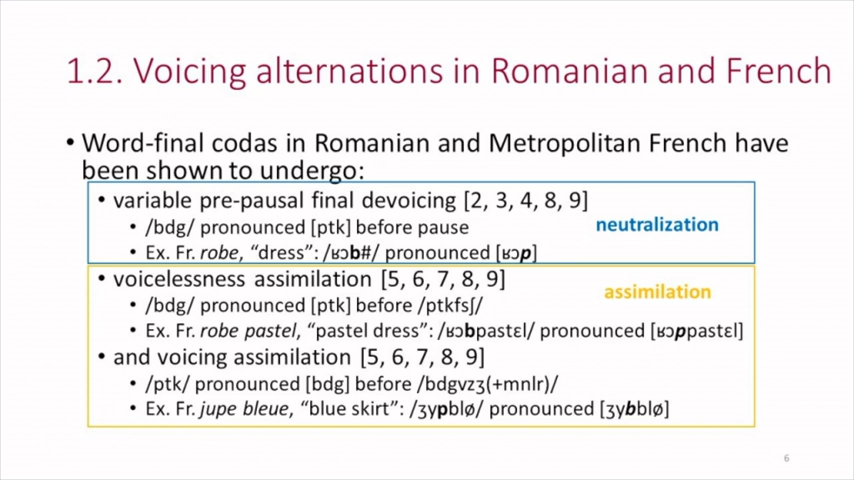 1.2. Voicing alternations in Romanian and French
• Word-final codas in Romanian and Metropolitan French have
been shown to undergo:
• variable pre-pausal final devoicing [2, 3, 4, 8, 9]
• /bdg/ pronounced [ptk] before pause
neutralization
• Ex. Fr. robe, “dress”: /ʁɔb#/ pronounced [ʁɔp]
• voicelessness assimilation [5, 6, 7, 8, 9]
assimilation
• /bdg/ pronounced [ptk] before /ptkfsʃ/
• Ex. Fr. robe pastel, “pastel dress”: /ʁɔbpastɛl/ pronounced [ʁɔppastɛl]
• and voicing assimilation [5, 6, 7, 8, 9]
• /ptk/ pronounced [bdg] before /bdgvzʒ(+mnlr)/
• Ex. Fr. jupe bleue, “blue skirt”: /ʒypblø/ pronounced [ʒybblø]
6